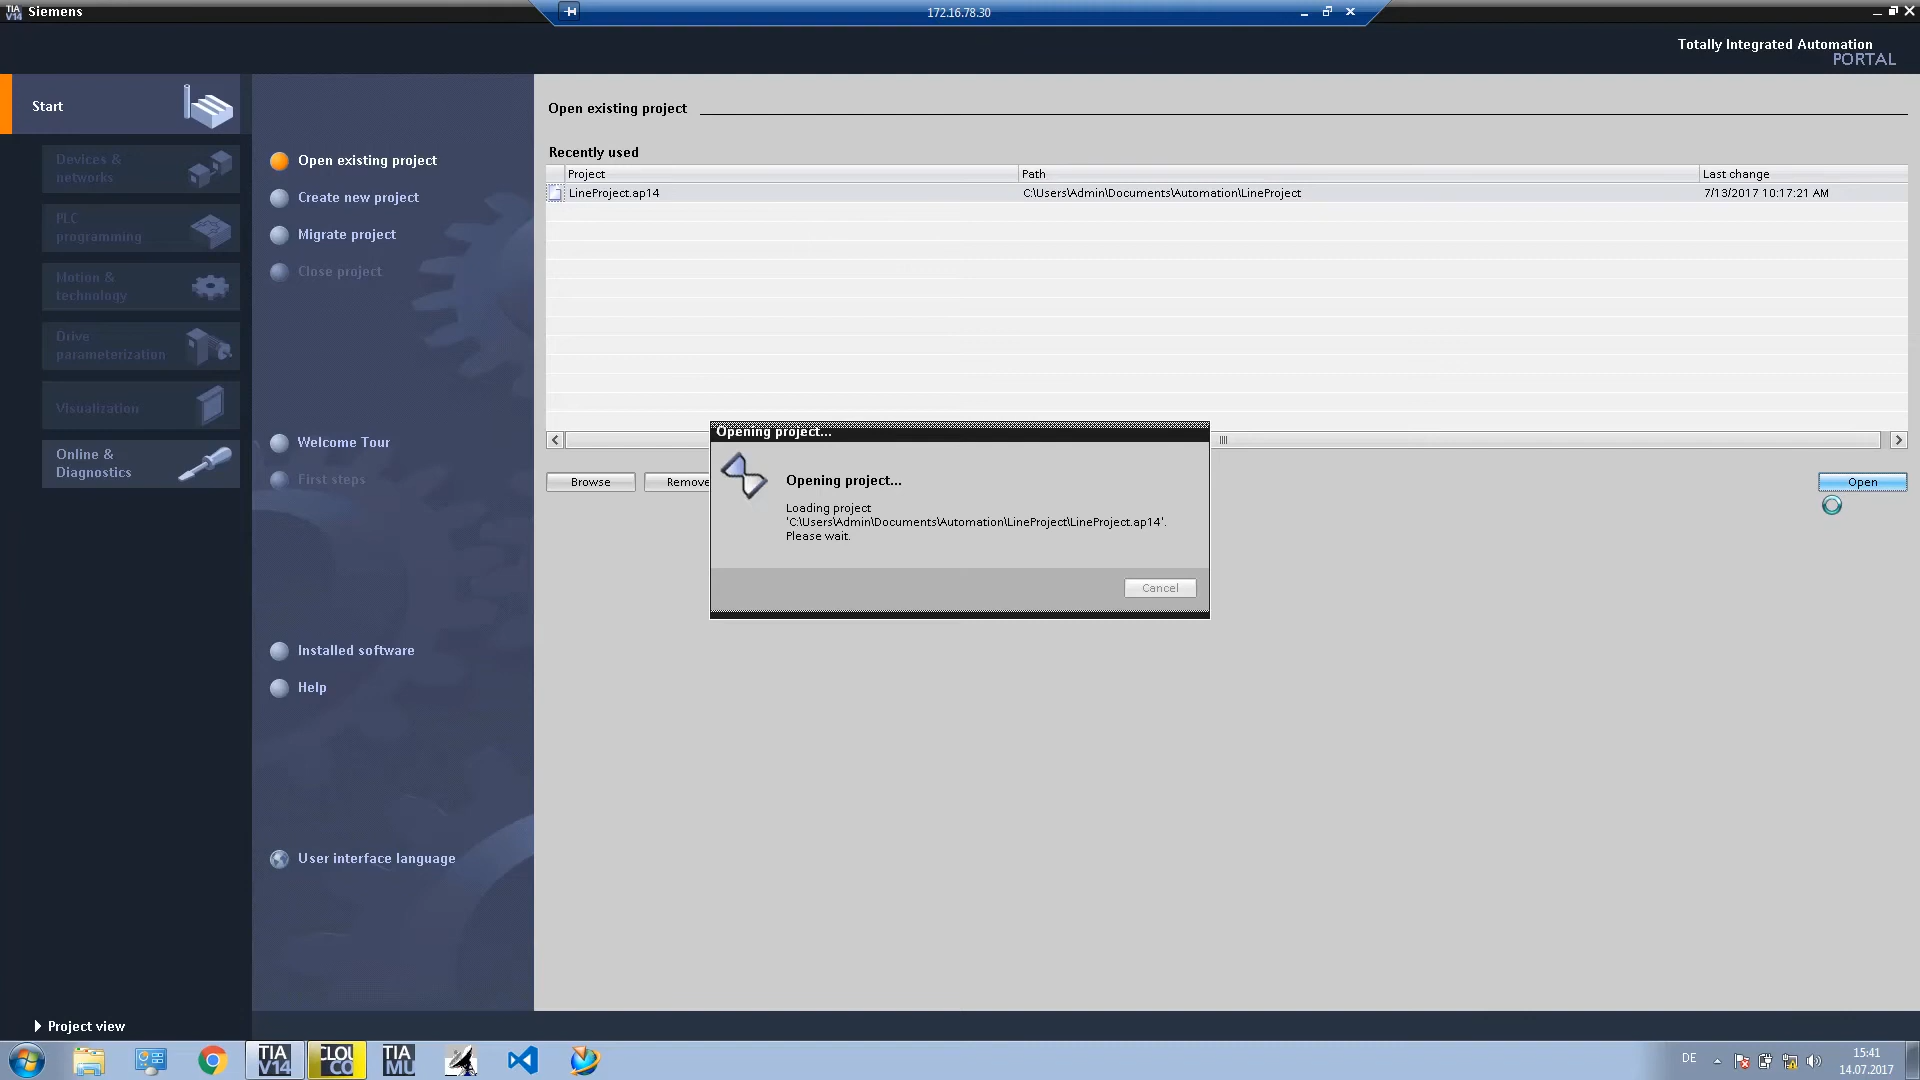 TIA
V14
Siemens
172.16.78.30
Totally Integrated Automation
PORTAL
Start
Devices &
networks
PLC
programming
Motion &
technology
Drive
parameterization
Visualization
Online &
Diagnostics
Open existing project
Create new project
Migrate project
Close project
Welcome Tour
First steps
Installed software
Help
User interface language
Open existing project
Recently used
Project
Path
Last change
LineProject.ap14
C:\Users\Admin\Documents\Automation\LineProject
7/13/2017 10:17:21 AM
Browse
Remove
Open
Opening project...
Opening project...
Loading project
'C:\Users\Admin\Documents\Automation\LineProject\LineProject.ap14'.
Please wait.
Cancel
Project view
TIA
V14
CLOU
CO
TIA
MU
DE
15:41
14.07.2017